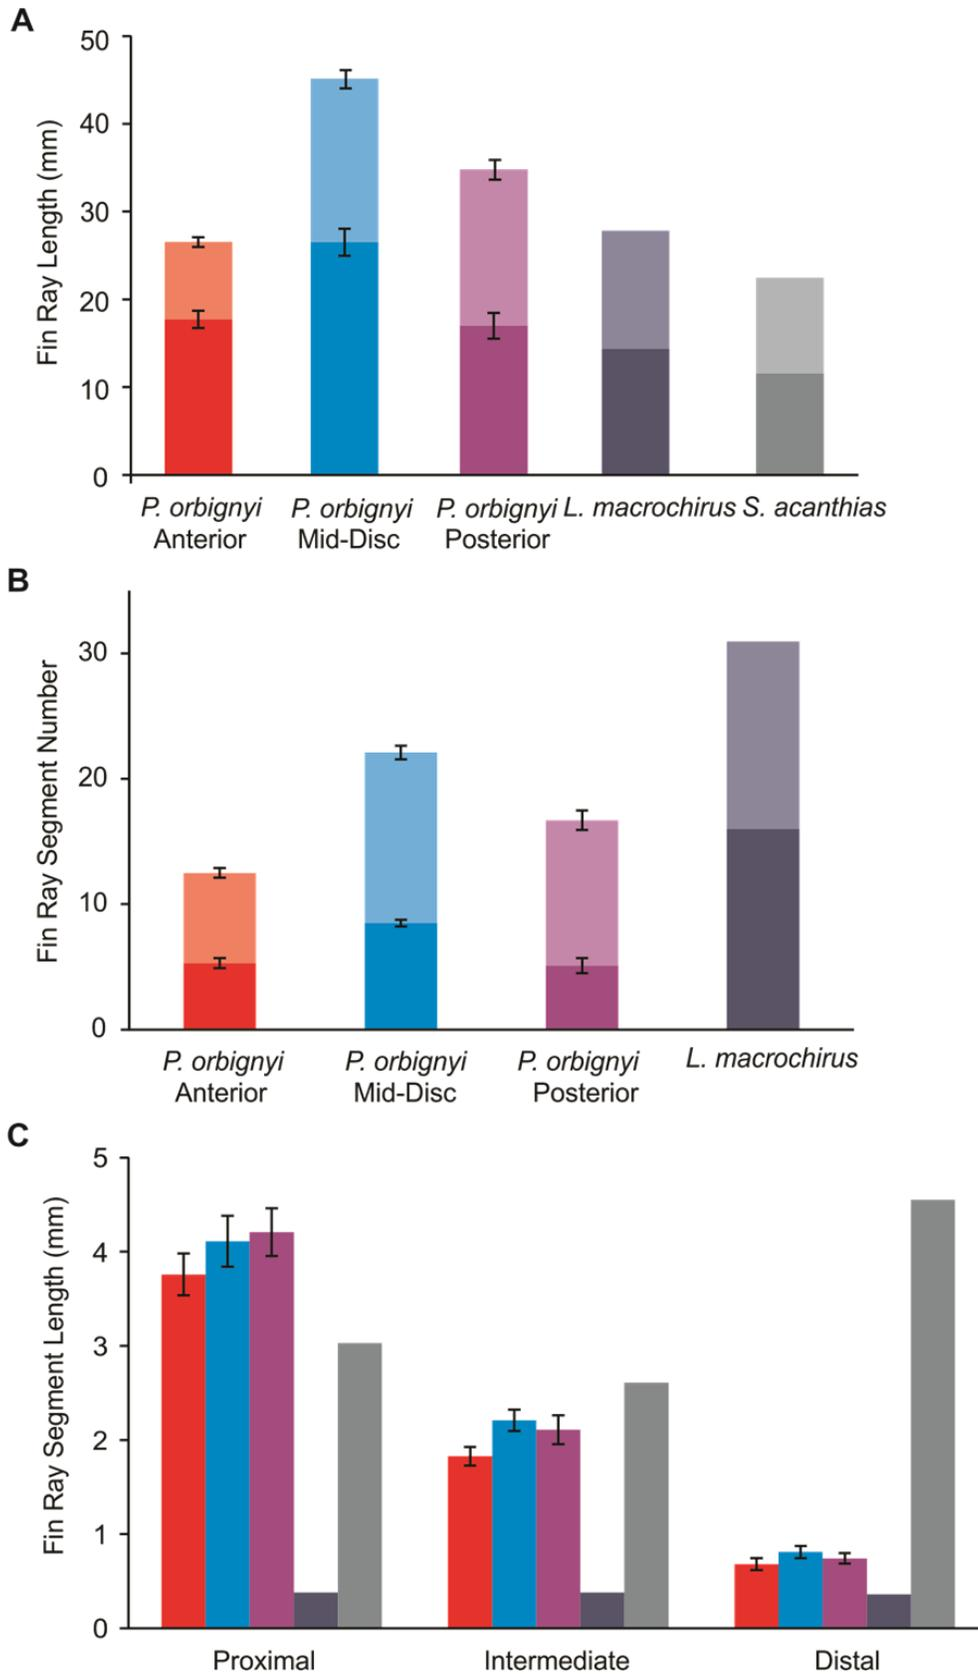 A
50
40
30
20
10
0
Fin Ray Length (mm)
P. orbignyi P. orbignyi P. orbignyi L. macrochirus S. acanthias
Anterior Mid-Disc Posterior
B
30
20
10
0
Fin Ray Segment Number
P. orbignyi P. orbignyi P. orbignyi L. macrochirus
Anterior Mid-Disc Posterior
C
5
4
3
2
1
0
Fin Ray Segment Length (mm)
Proximal Intermediate Distal